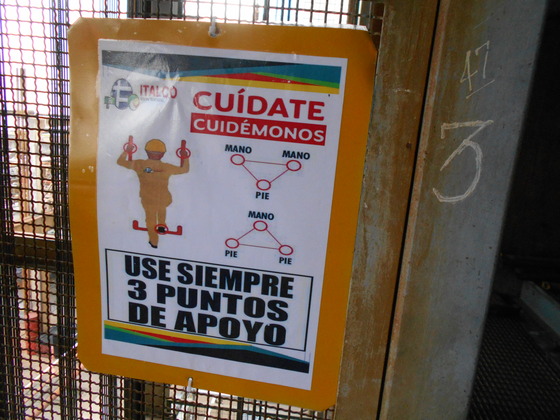 ITALCO
CUÍDATE
CUIDÉMONOS
MANO MANO
PIE
MANO
PIE PIE
USE SIEMPRE
3 PUNTOS
DE APOYO
47
3